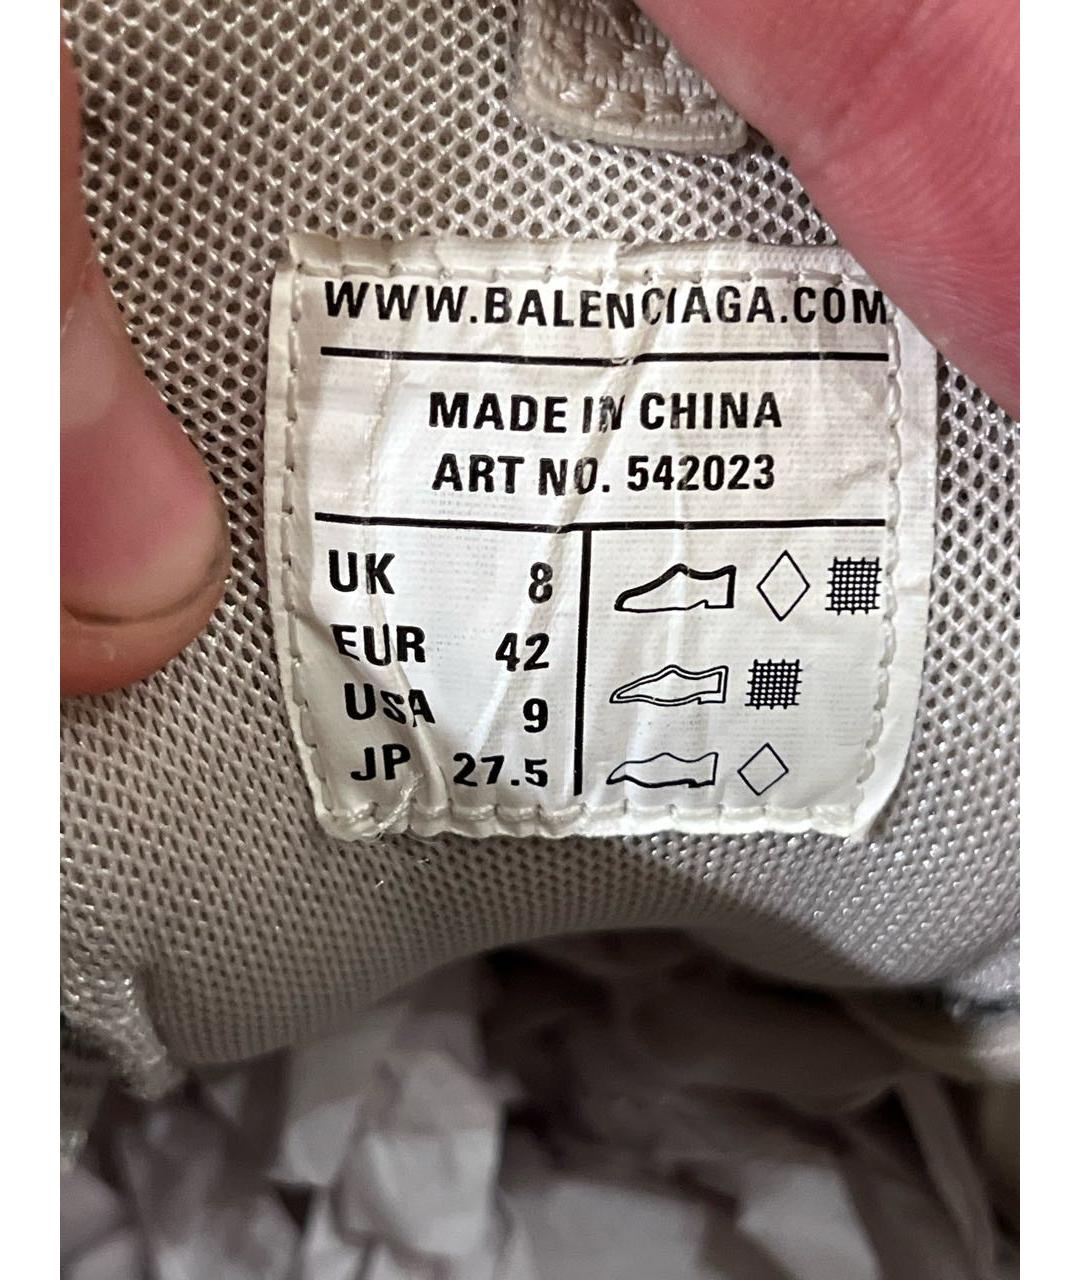 WWW.BALENCIAGA.COM
MADE IN CHINA
ART NO. 542023
UK 8
EUR 42
USA 9
JP 27.5